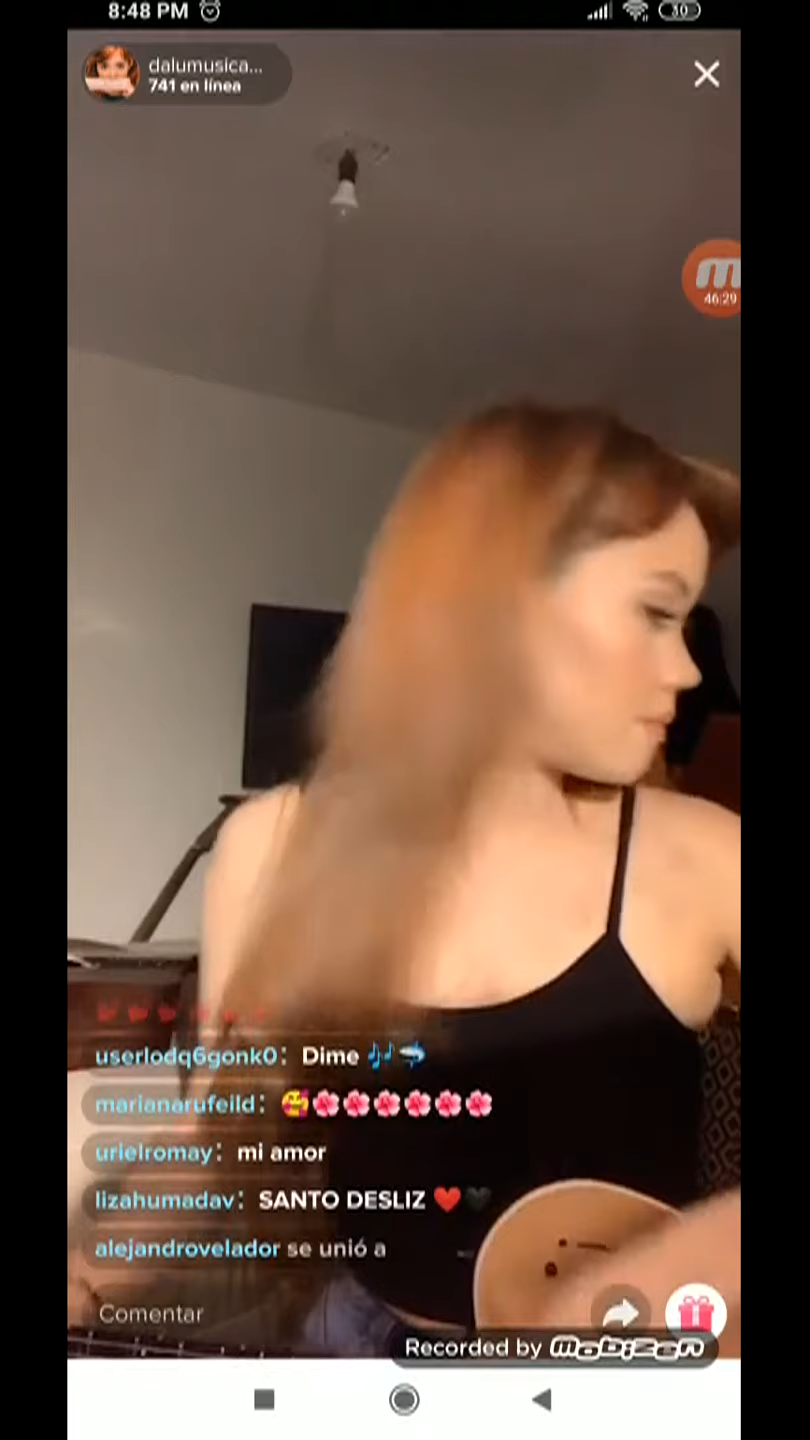 8:48 PM
30
dalumusica...
741 en línea
m
46:29
userlodq6gonk0: Dime 🎶🦈
marianarufeild: 🥰🌺🌺🌺🌺🌺🌺
urielromay: mi amor
lizahumadav: SANTO DESLIZ ❤️🖤
alejandrovelador se unió a
Comentar
Recorded by mobizen